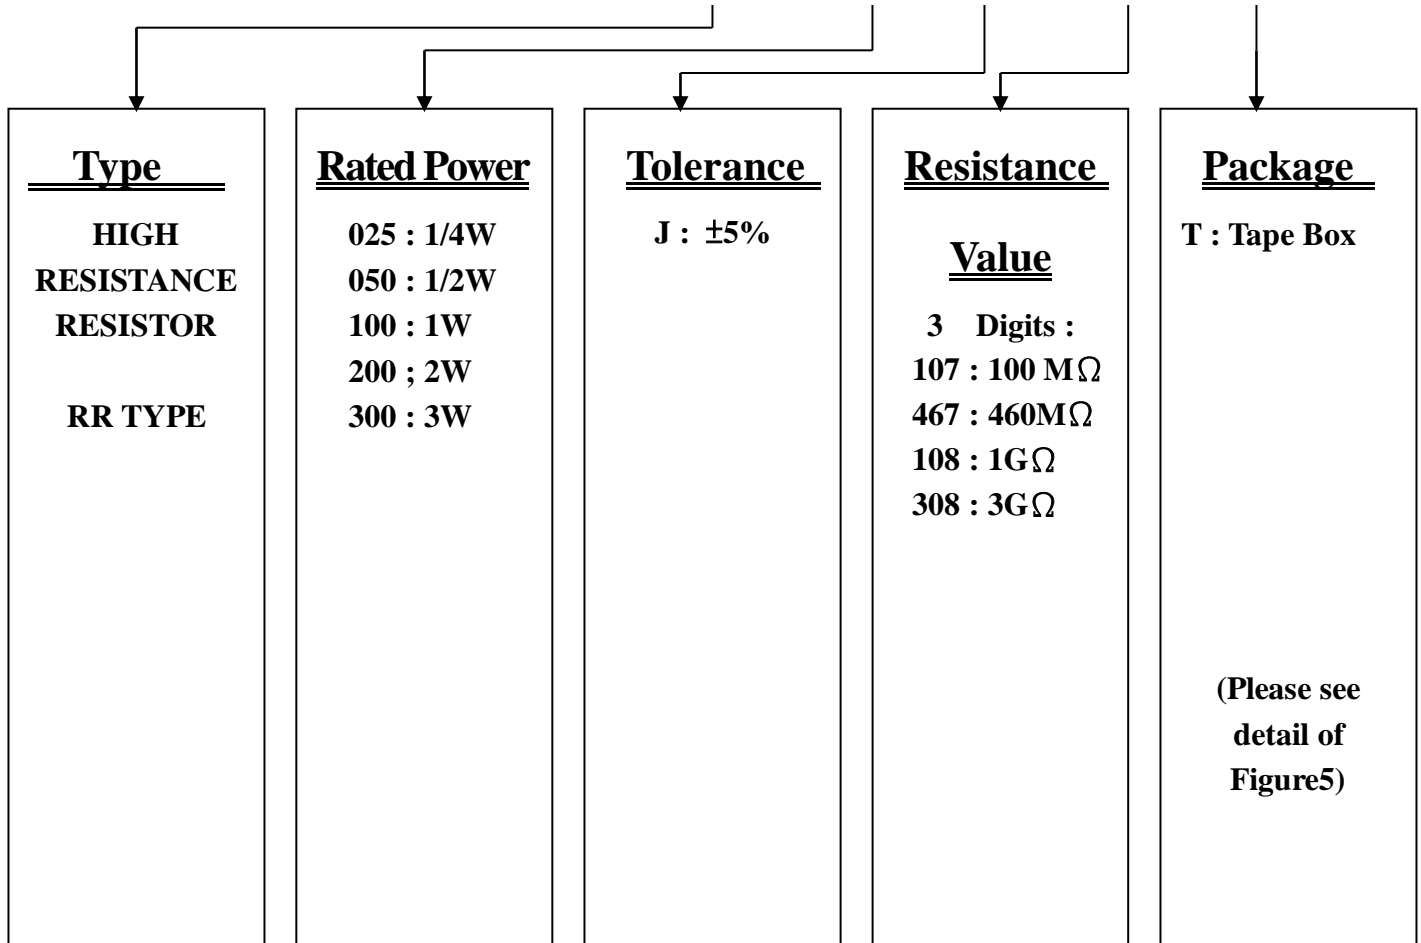 Type
HIGH
RESISTANCE
RESISTOR
RR TYPE
Rated Power
025 : 1/4W
050 : 1/2W
100 : 1W
200 ; 2W
300 : 3W
Tolerance
J : ±5%
Resistance
Value
3 Digits :
107 : 100 MΩ
467 : 460MΩ
108 : 1GΩ
308 : 3GΩ
Package
T : Tape Box
(Please see
detail of
Figure5)